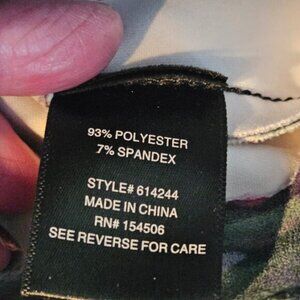 93% POLYESTER
7% SPANDEX
STYLE# 614244
MADE IN CHINA
RN# 154506
SEE REVERSE FOR CARE